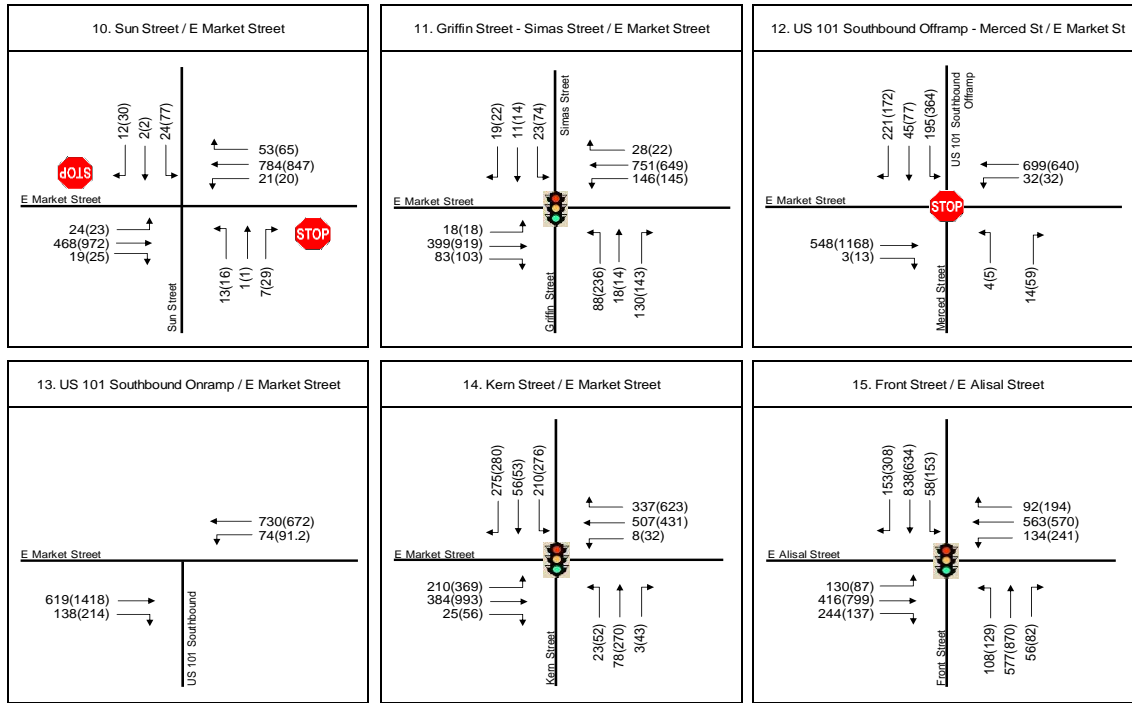 10. Sun Street / E Market Street
12(30)
2(2)
24(77)
STOP
53(65)
784(847)
20(20)
E Market Street
24(23)
468(972)
19(25)
13(16)
1(1)
7(29)
STOP
Sun Street
11. Griffin Street - Simas Street / E Market Street
19(22)
11(14)
23(74)
Simas Street
28(22)
751(649)
146(145)
E Market Street
18(18)
399(919)
83(103)
88(236)
18(14)
130(143)
Griffin Street
12. US 101 Southbound Offramp - Merced St / E Market St
221(172)
45(77)
195(364)
US 101 Southbound
Offramp
699(640)
32(32)
E Market Street
STOP
548(1168)
3(13)
4(5)
14(59)
Merced Street
13. US 101 Southbound Onramp / E Market Street
730(672)
74(91.2)
E Market Street
619(1418)
138(214)
US 101 Southbound
14. Kern Street / E Market Street
275(280)
56(53)
210(276)
337(623)
507(431)
8(32)
E Market Street
210(369)
384(993)
25(56)
23(52)
78(270)
3(43)
Kern Street
15. Front Street / E Alisal Street
153(308)
838(634)
58(153)
92(194)
563(570)
134(241)
E Alisal Street
130(87)
416(799)
244(137)
108(129)
577(870)
56(82)
Front Street